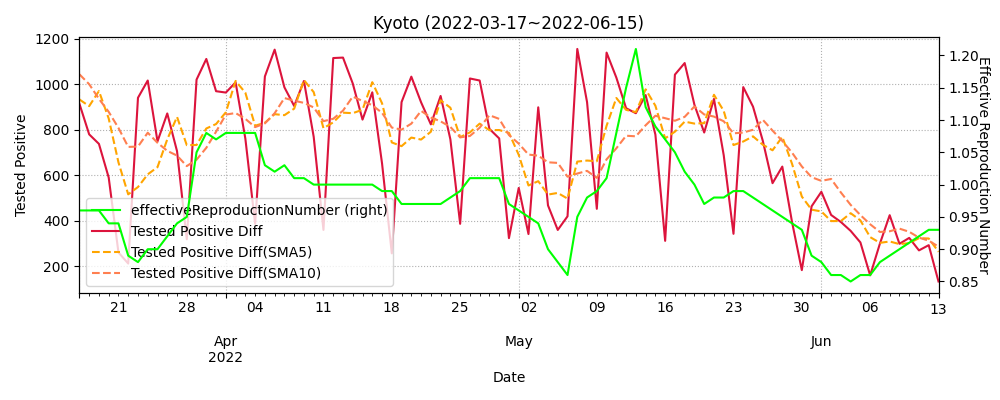 Kyoto (2022-03-17~2022-06-15)
1200
1000
800
600
400
200
Tested Positive
1.20
1.15
1.10
1.05
1.00
0.95
0.90
0.85
Effective Reproduction Number
effectiveReproductionNumber (right)
Tested Positive Diff
Tested Positive Diff(SMA5)
Tested Positive Diff(SMA10)
21 28 04 11 18 25 02 09 16 23 30 06 13
Apr May Jun
2022
Date